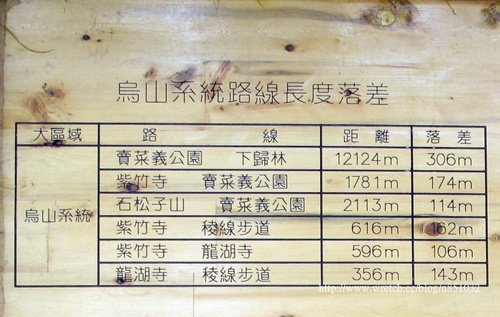 烏山系統路線長度落差
大區域 路 線 距 離 落 差
烏山系統
賣菜義公園 下歸林 12124m 306m
紫竹寺 賣菜義公園 1781m 174m
石松子山 賣菜義公園 2113m 114m
紫竹寺 稜線步道 616m 162m
紫竹寺 龍湖寺 596m 106m
龍湖寺 稜線步道 356m 143m